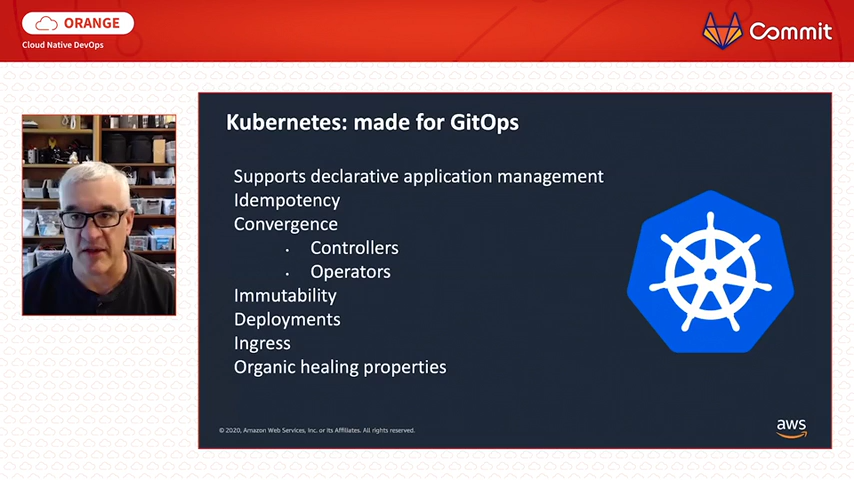 ORANGE
Cloud Native DevOps
Commit
Kubernetes: made for GitOps
Supports declarative application management
Idempotency
Convergence
· Controllers
· Operators
Immutability
Deployments
Ingress
Organic healing properties
© 2020, Amazon Web Services, Inc. or its Affiliates. All rights reserved.
aws